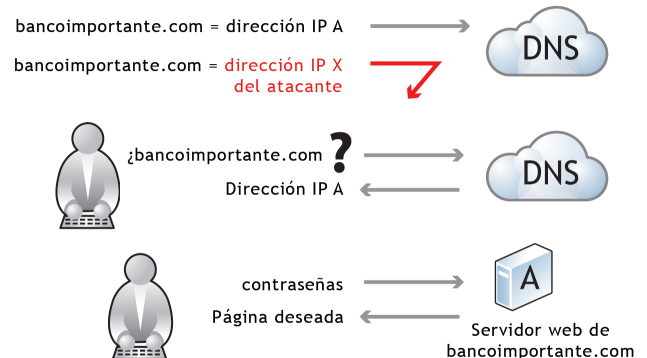 bancoimportante.com = dirección IP A
DNS
bancoimportante.com = dirección IP X
del atacante
¿bancoimportante.com ?
DNS
Dirección IP A
contraseñas
A
Página deseada
Servidor web de
bancoimportante.com